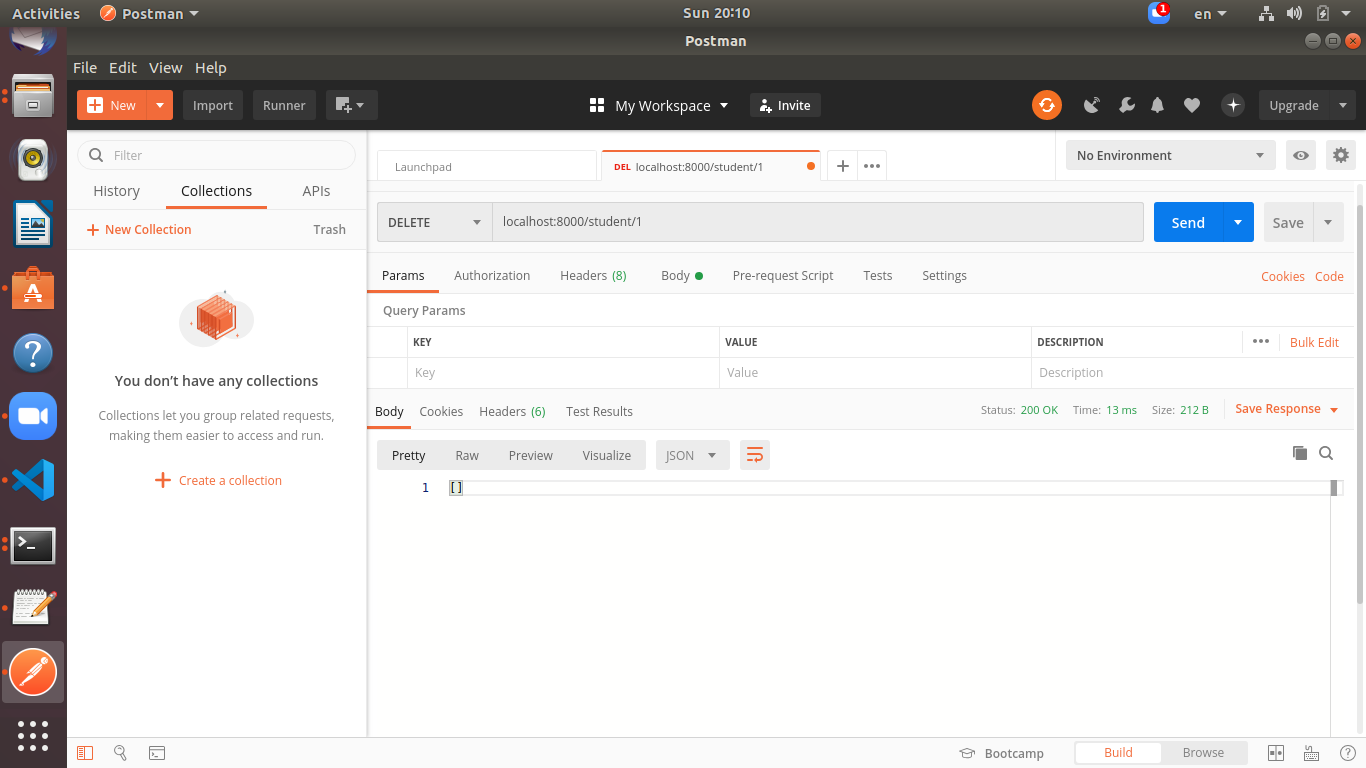 Activities Postman Sun 20:10 1 en
Postman
File Edit View Help
New Import Runner My Workspace Invite Upgrade
Filter
History Collections APIs
New Collection Trash
You don’t have any collections
Collections let you group related requests,
making them easier to access and run.
Create a collection
Launchpad DEL localhost:8000/student/1 No Environment
DELETE localhost:8000/student/1 Send Save
Params Authorization Headers (8) Body Pre-request Script Tests Settings Cookies Code
Query Params
KEY VALUE DESCRIPTION Bulk Edit
Key Value Description
Body Cookies Headers (6) Test Results Status: 200 OK Time: 13 ms Size: 212 B Save Response
Pretty Raw Preview Visualize JSON
1 []
Bootcamp Build Browse